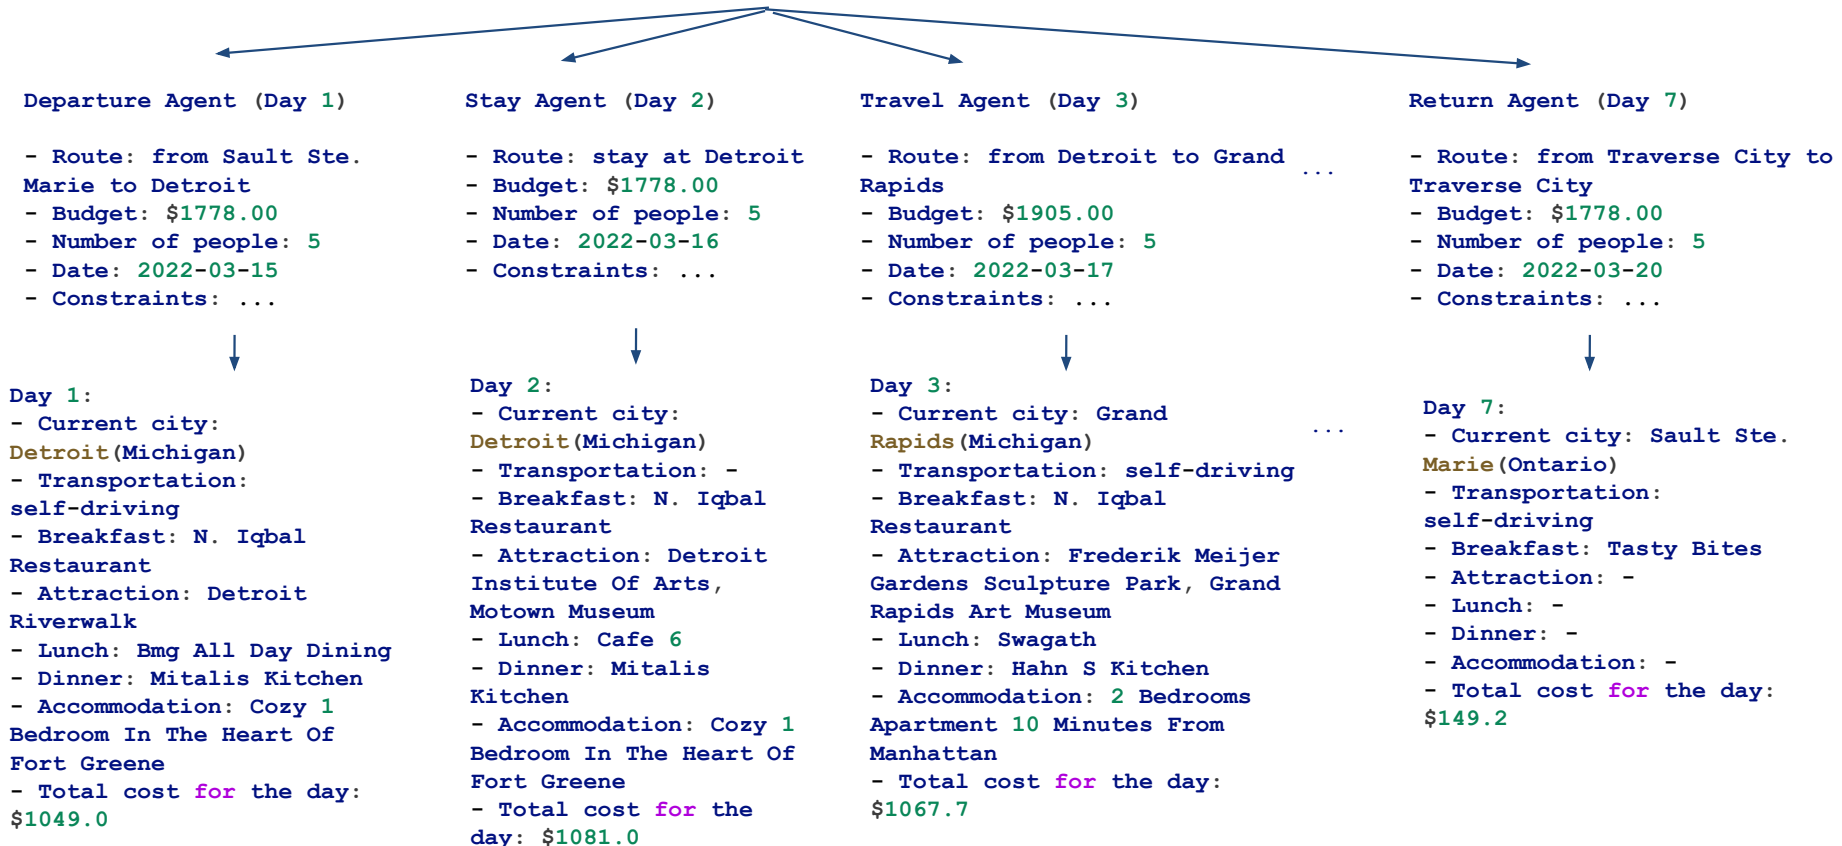 Departure Agent (Day 1)
- Route: from Sault Ste.
Marie to Detroit
- Budget: $1778.00
- Number of people: 5
- Date: 2022-03-15
- Constraints: ...
Day 1:
- Current city:
Detroit(Michigan)
- Transportation:
self-driving
- Breakfast: N. Iqbal
Restaurant
- Attraction: Detroit
Riverwalk
- Lunch: Bmg All Day Dining
- Dinner: Mitalis Kitchen
- Accommodation: Cozy 1
Bedroom In The Heart Of
Fort Greene
- Total cost for the day:
$1049.0
Stay Agent (Day 2)
- Route: stay at Detroit
- Budget: $1778.00
- Number of people: 5
- Date: 2022-03-16
- Constraints: ...
Day 2:
- Current city:
Detroit(Michigan)
- Transportation: -
- Breakfast: N. Iqbal
Restaurant
- Attraction: Detroit
Institute Of Arts,
Motown Museum
- Lunch: Cafe 6
- Dinner: Mitalis
Kitchen
- Accommodation: Cozy 1
Bedroom In The Heart Of
Fort Greene
- Total cost for the
day: $1081.0
Travel Agent (Day 3)
- Route: from Detroit to Grand
Rapids
- Budget: $1905.00
- Number of people: 5
- Date: 2022-03-17
- Constraints: ...
Day 3:
- Current city: Grand
Rapids(Michigan)
- Transportation: self-driving
- Breakfast: N. Iqbal
Restaurant
- Attraction: Frederik Meijer
Gardens Sculpture Park, Grand
Rapids Art Museum
- Lunch: Swagath
- Dinner: Hahn S Kitchen
- Accommodation: 2 Bedrooms
Apartment 10 Minutes From
Manhattan
- Total cost for the day:
$1067.7
...
...
Return Agent (Day 7)
- Route: from Traverse City to
Traverse City
- Budget: $1778.00
- Number of people: 5
- Date: 2022-03-20
- Constraints: ...
Day 7:
- Current city: Sault Ste.
Marie(Ontario)
- Transportation:
self-driving
- Breakfast: Tasty Bites
- Attraction: -
- Lunch: -
- Dinner: -
- Accommodation: -
- Total cost for the day:
$149.2